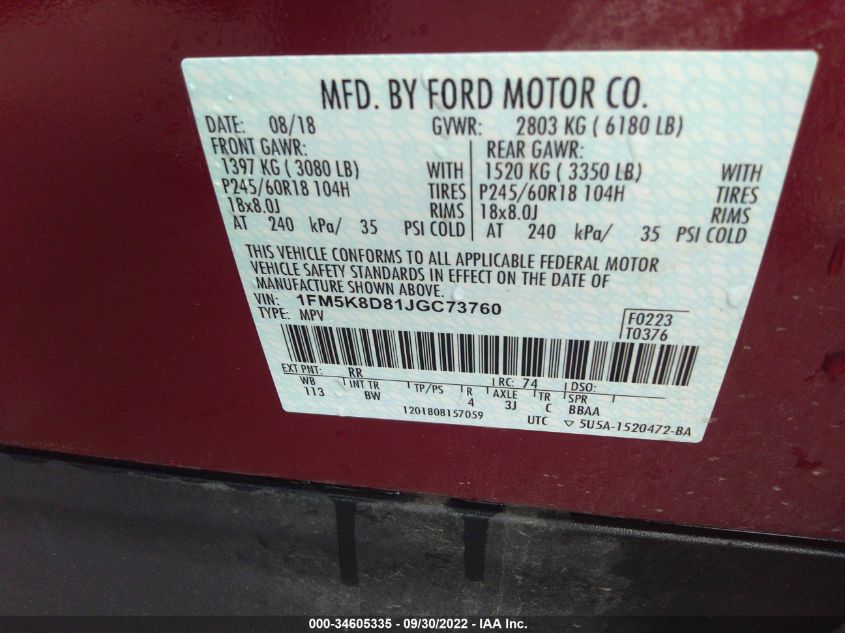 MFD. BY FORD MOTOR CO.
DATE: 08/18 GVWR: 2803 KG ( 6180 LB)
FRONT GAWR: REAR GAWR:
1397 KG ( 3080 LB) WITH 1520 KG ( 3350 LB) WITH
P245/60R18 104H TIRES P245/60R18 104H TIRES
18x8.0J RIMS 18x8.0J RIMS
AT 240 kPa/ 35 PSI COLD AT 240 kPa/ 35 PSI COLD
THIS VEHICLE CONFORMS TO ALL APPLICABLE FEDERAL MOTOR
VEHICLE SAFETY STANDARDS IN EFFECT ON THE DATE OF
MANUFACTURE SHOWN ABOVE.
VIN: 1FM5K8D81JGC73760 F0223
TYPE: MPV T0376
EXT PNT: RR RC: 74 DSO:
WB INT TR TP/PS R AXLE TR SPR
113 BW 4 3J C BBAA
1201808157059 UTC ▽ 5U5A-1520472-BA
000-34605335 - 09/30/2022 - IAA Inc.